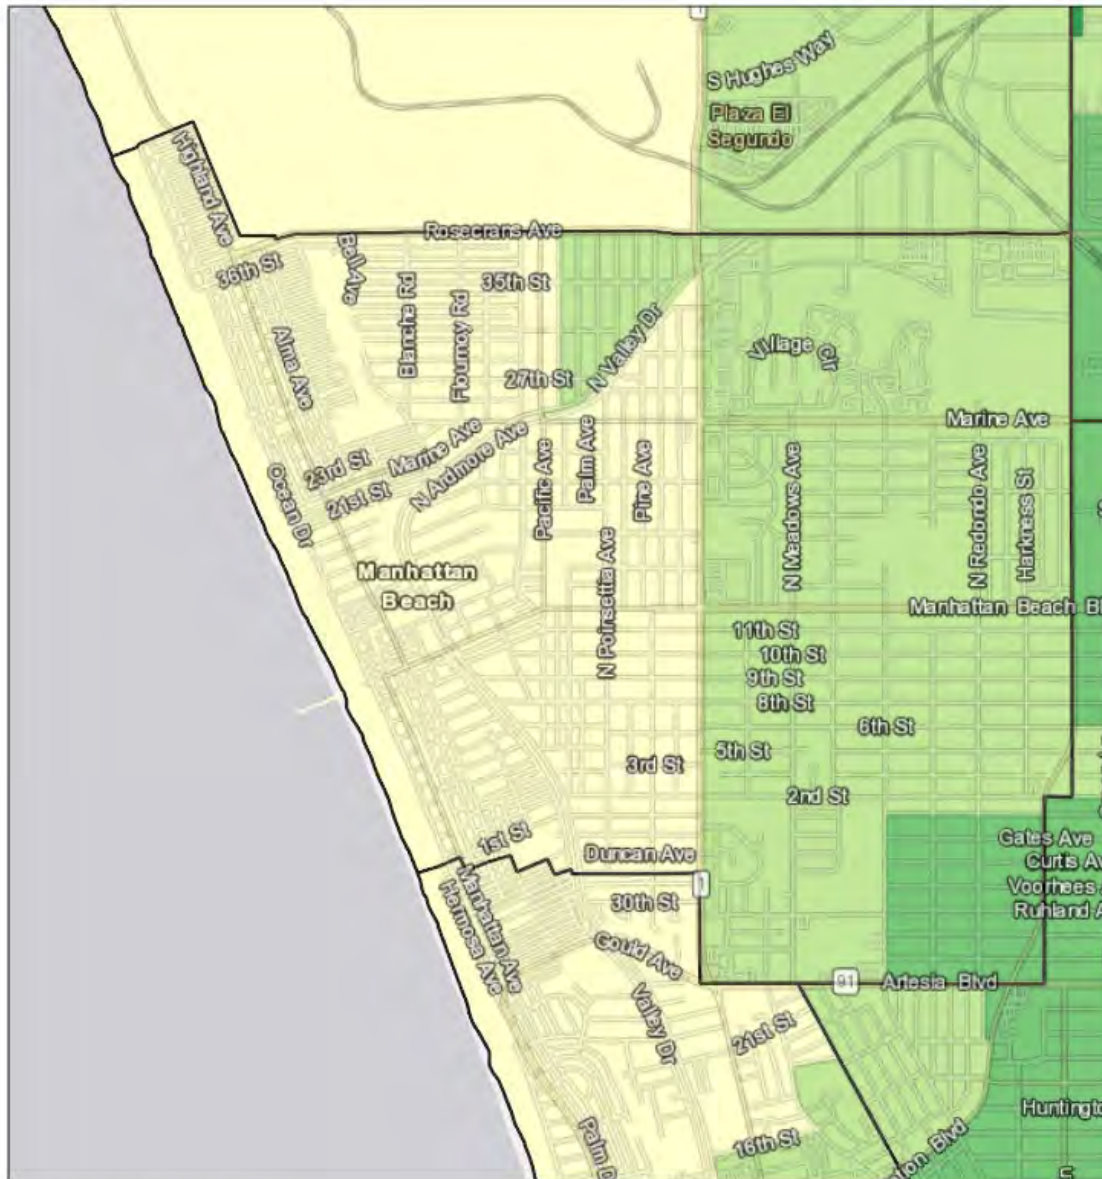 1
S Hughes Way
Plaza El
Segundo
Highland Ave
Rosecrans Ave
36th St
Bell Ave
Blanche Rd
Flournoy Rd
35th St
N Valley Dr
Village Cir
Alma Ave
27th St
Marine Ave
23rd St
Marine Ave
N Ardmore Ave
21st St
Ocean Dr
Pacific Ave
Palm Ave
Pine Ave
N Meadows Ave
N Redondo Ave
Harkness St
Manhattan
Beach
N Poinsettia Ave
Manhattan Beach Bl
11th St
10th St
9th St
8th St
6th St
5th St
3rd St
2nd St
1st St
Duncan Ave
Gates Ave
Curtis Av
Voorhees
Ruhland A
1
Manhattan Ave
Hermosa Ave
30th St
Gould Ave
91
Artesia Blvd
Valley Dr
21st St
Huntingto
16th St
Palm D
tion Blvd